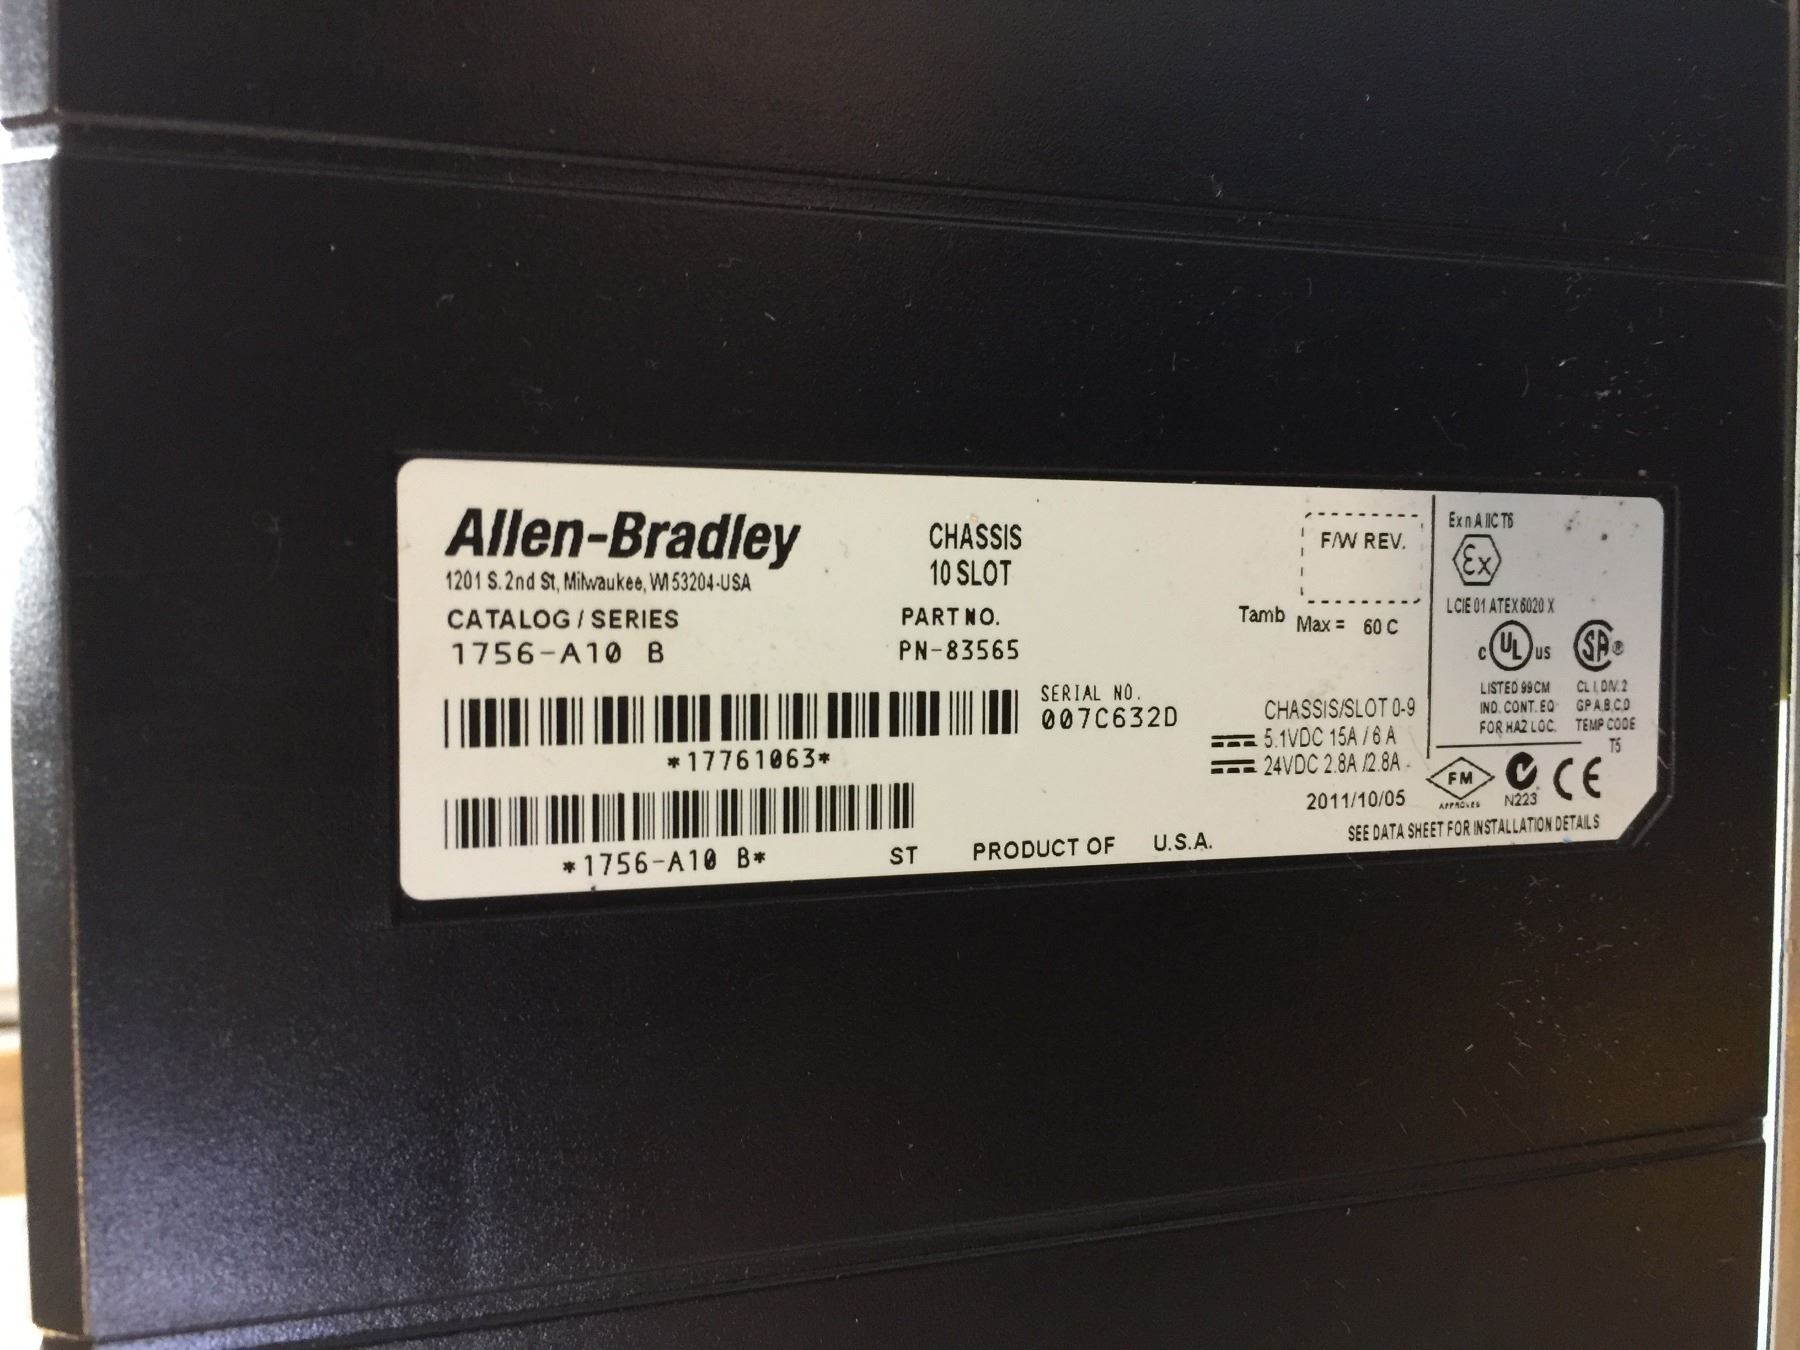 Allen-Bradley
1201 S. 2nd St, Milwaukee, WI 53204-USA
CATALOG / SERIES
1756-A10 B
CHASSIS
10 SLOT
PART NO.
PN-83565
F/W REV.
Tamb Max = 60 C
*17761063*
SERIAL NO.
007C632D
CHASSIS/SLOT 0-9
5.1VDC 15A / 6 A
24VDC 2.8A /2.8A
2011/10/05
*1756-A10 B*
ST
PRODUCT OF U.S.A.
Ex n A IIC T6
Ex
LCIE 01 ATEX 6020 X
c UL us
LISTED 99CM
IND. CONT. EQ
FOR HAZ LOC.
SA ®
CL I, DIV. 2
GP A,B,C,D
TEMP CODE
T5
FM
APPROVED
N223
CE
SEE DATA SHEET FOR INSTALLATION DETAILS